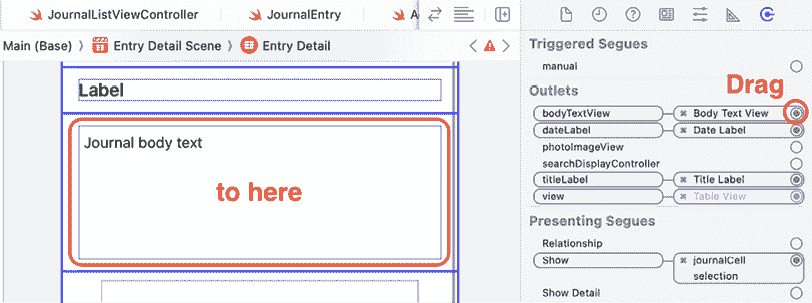 JournalListViewController
JournalEntry
Main (Base) 〉 Entry Detail Scene 〉 Entry Detail
Label
Journal body text
to here
Triggered Segues
manual
Drag
Outlets
bodyTextView ⌘ Body Text View
dateLabel ⌘ Date Label
photoImageView
searchDisplayController
titleLabel ⌘ Title Label
view ⌘ Table View
Presenting Segues
Relationship
Show ⌘ journalCell
selection
Show Detail